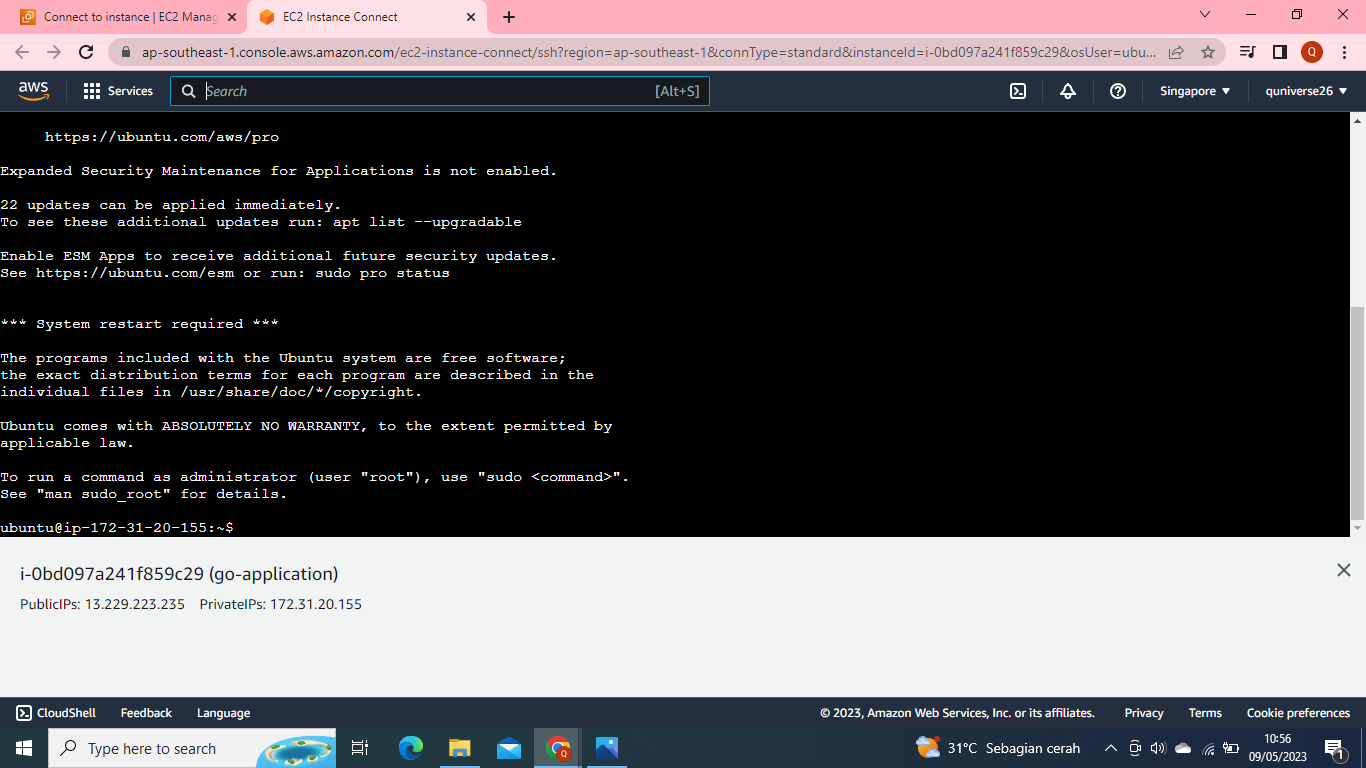 Connect to instance | EC2 Manag
EC2 Instance Connect
ap-southeast-1.console.aws.amazon.com/ec2-instance-connect/ssh?region=ap-southeast-1&connType=standard&instanceId=i-0bd097a241f859c29&osUser=ubu...
Q
aws
Services
Search
[Alt+S]
Singapore
quniverse26
https://ubuntu.com/aws/pro
Expanded Security Maintenance for Applications is not enabled.
22 updates can be applied immediately.
To see these additional updates run: apt list --upgradable
Enable ESM Apps to receive additional future security updates.
See https://ubuntu.com/esm or run: sudo pro status
*** System restart required ***
The programs included with the Ubuntu system are free software;
the exact distribution terms for each program are described in the
individual files in /usr/share/doc/*/copyright.
Ubuntu comes with ABSOLUTELY NO WARRANTY, to the extent permitted by
applicable law.
To run a command as administrator (user "root"), use "sudo <command>".
See "man sudo_root" for details.
ubuntu@ip-172-31-20-155:~$
i-0bd097a241f859c29 (go-application)
PublicIPs: 13.229.223.235 PrivateIPs: 172.31.20.155
CloudShell
Feedback
Language
© 2023, Amazon Web Services, Inc. or its affiliates.
Privacy
Terms
Cookie preferences
Type here to search
Q
31°C Sebagian cerah
10:56
09/05/2023
1